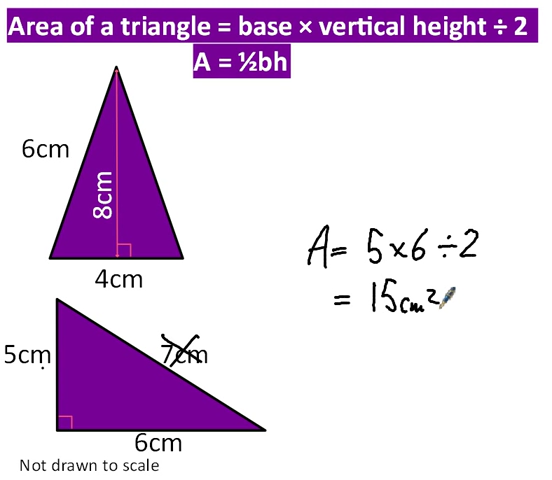 Area of a triangle = base × vertical height ÷ 2
A = ½bh
6cm
8cm
4cm
A = 5×6÷2
= 15cm²
5cm
7cm
6cm
Not drawn to scale